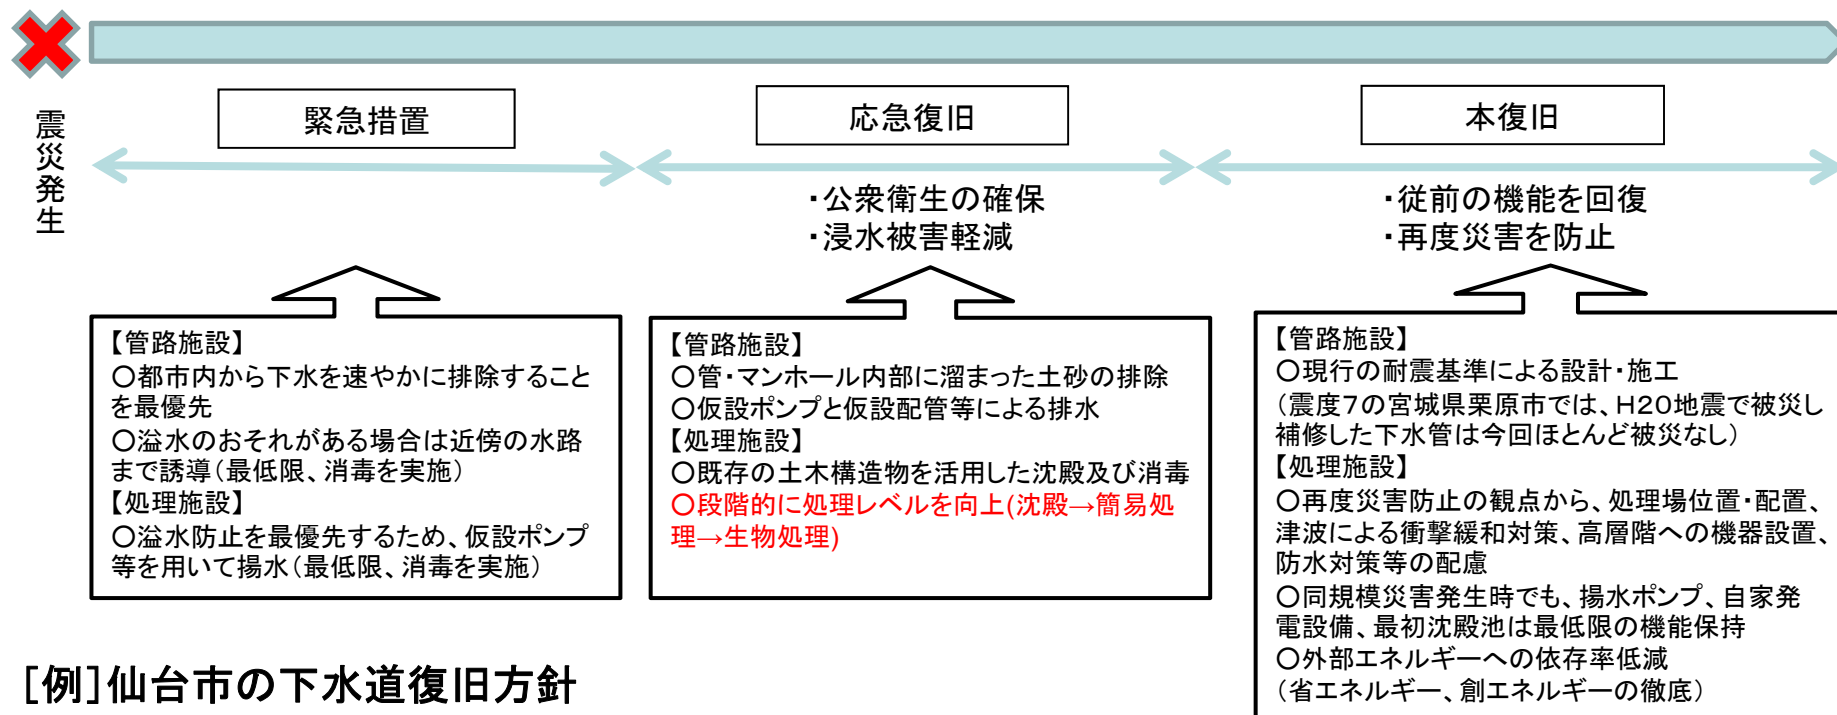 震災発生
緊急措置
応急復旧
本復旧
・公衆衛生の確保
・浸水被害軽減
・従前の機能を回復
・再度災害を防止
【管路施設】
○都市内から下水を速やかに排除すること
を最優先
○溢水のおそれがある場合は近傍の水路
まで誘導(最低限、消毒を実施)
【処理施設】
○溢水防止を最優先するため、仮設ポンプ
等を用いて揚水(最低限、消毒を実施)
【管路施設】
○管・マンホール内部に溜まった土砂の排除
○仮設ポンプと仮設配管等による排水
【処理施設】
○既存の土木構造物を活用した沈殿及び消毒
○段階的に処理レベルを向上(沈殿→簡易処
理→生物処理)
【管路施設】
○現行の耐震基準による設計・施工
(震度7の宮城県栗原市では、H20地震で被災し
補修した下水管は今回ほとんど被災なし)
【処理施設】
○再度災害防止の観点から、処理場位置・配置、
津波による衝撃緩和対策、高層階への機器設置、
防水対策等の配慮
○同規模災害発生時でも、揚水ポンプ、自家発
電設備、最初沈殿池は最低限の機能保持
○外部エネルギーへの依存率低減
(省エネルギー、創エネルギーの徹底)
[例]仙台市の下水道復旧方針